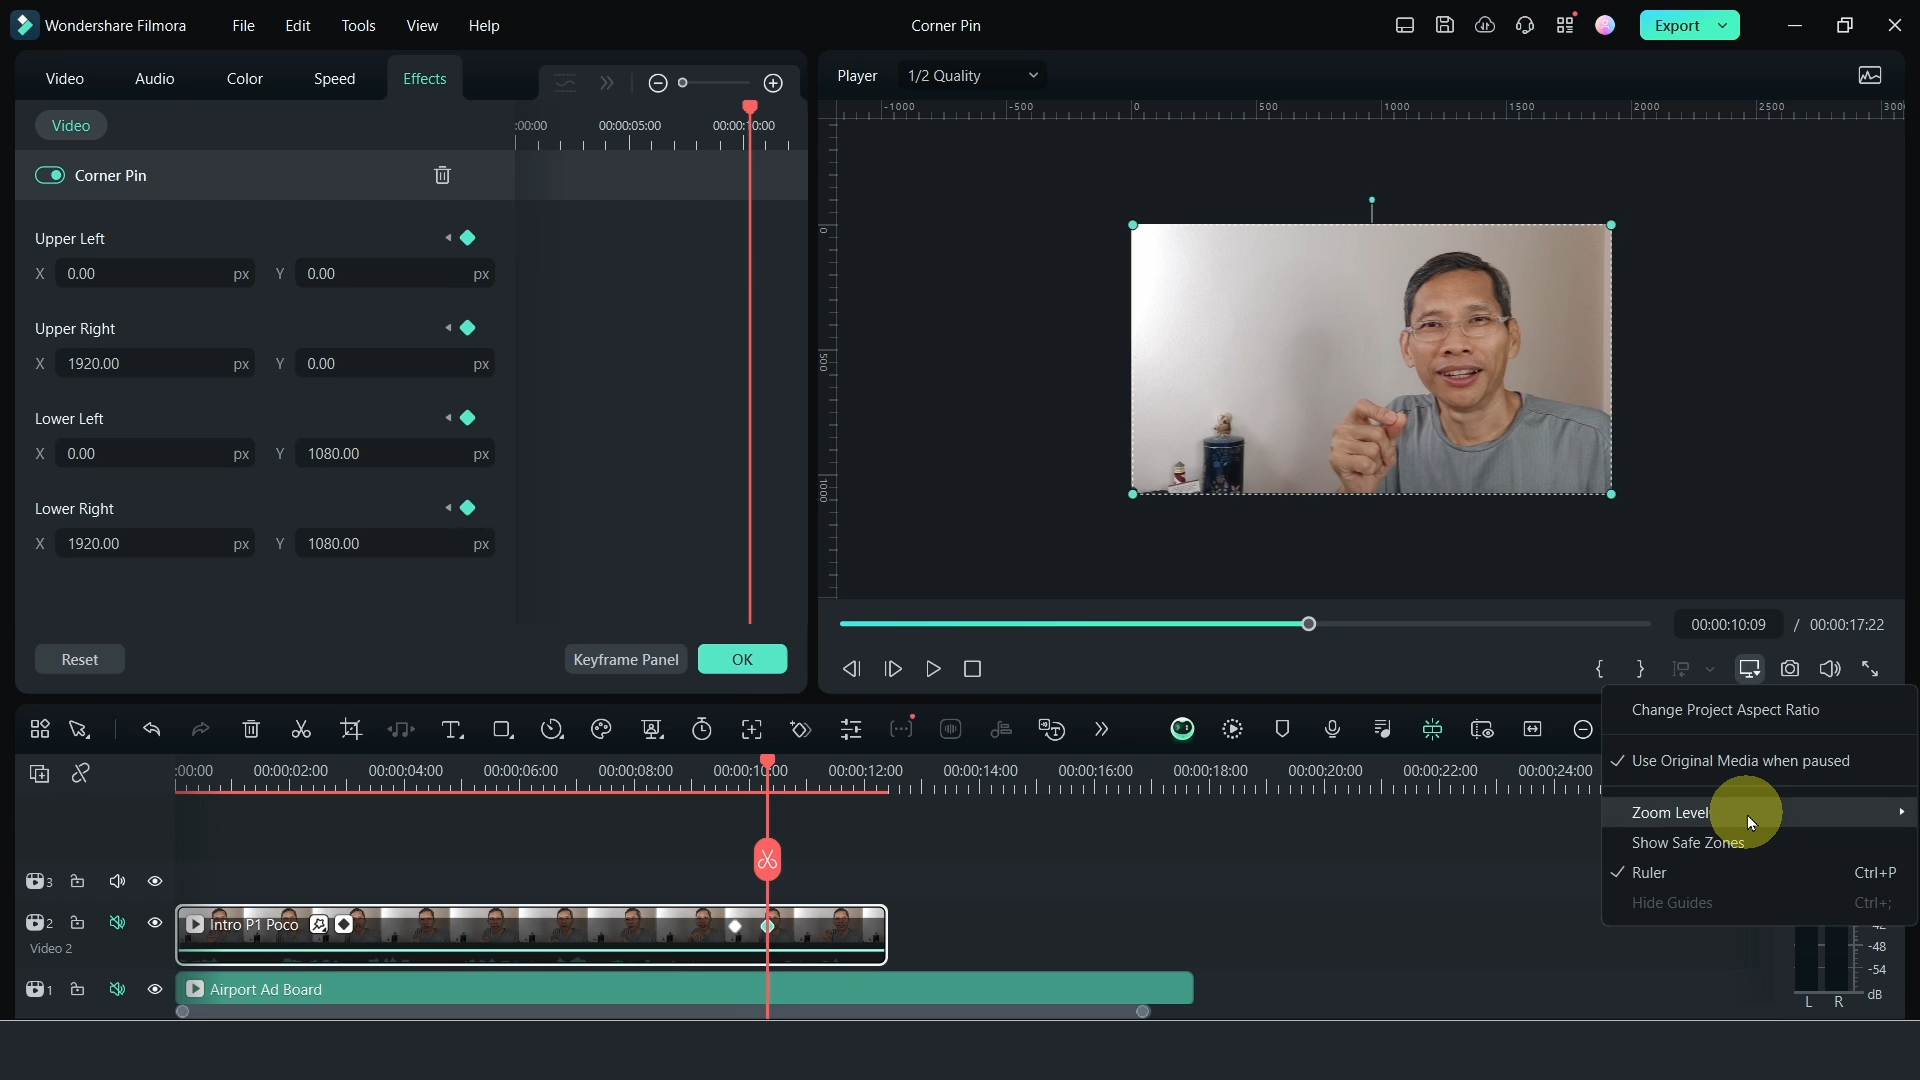 Wondershare Filmora File Edit Tools View Help Corner Pin Export
Video Audio Color Speed Effects
Player 1/2 Quality
-1000 -500 0 500 1000 1500 2000 2500 300
Video
:00:00 00:00:05:00 00:00:10:00
Corner Pin
Upper Left
X 0.00 px Y 0.00 px
Upper Right
X 1920.00 px Y 0.00 px
Lower Left
X 0.00 px Y 1080.00 px
Lower Right
X 1920.00 px Y 1080.00 px
0
500
1000
Reset Keyframe Panel OK
00:00:10:09 / 00:00:17:22
Change Project Aspect Ratio
Use Original Media when paused
Zoom Level
Show Safe Zones
Ruler Ctrl+P
Hide Guides Ctrl+;
:00:00 00:00:02:00 00:00:04:00 00:00:06:00 00:00:08:00 00:00:10:00 00:00:12:00 00:00:14:00 00:00:16:00 00:00:18:00 00:00:20:00 00:00:22:00 00:00:24:00
3
2 Intro P1 Poco
Video 2
1 Airport Ad Board
-42
-48
-54
dB
L R